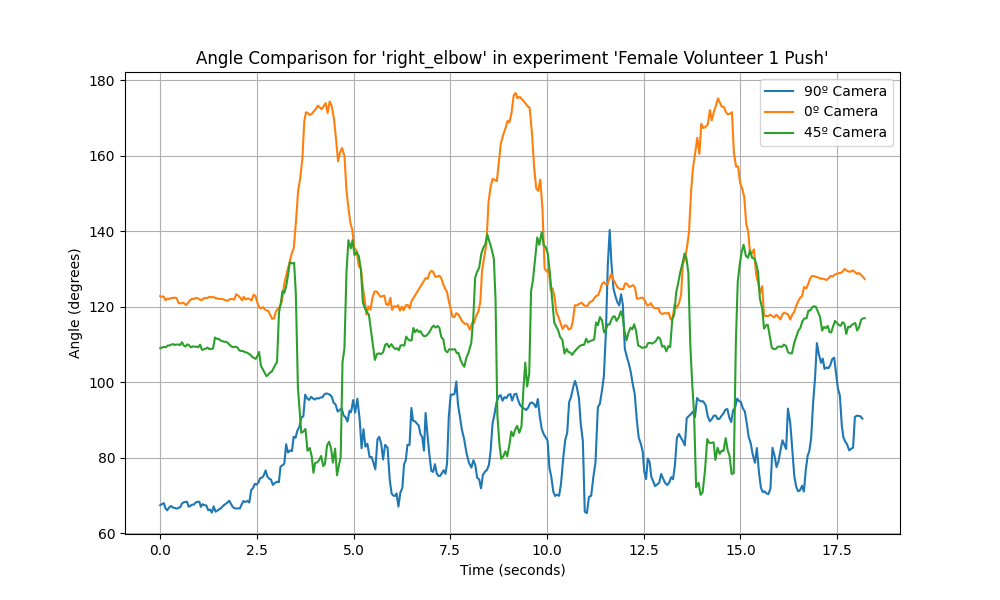 Angle Comparison for 'right_elbow' in experiment 'Female Volunteer 1 Push'
90º Camera
0º Camera
45º Camera
180
160
140
120
100
80
60
Angle (degrees)
0.0 2.5 5.0 7.5 10.0 12.5 15.0 17.5
Time (seconds)